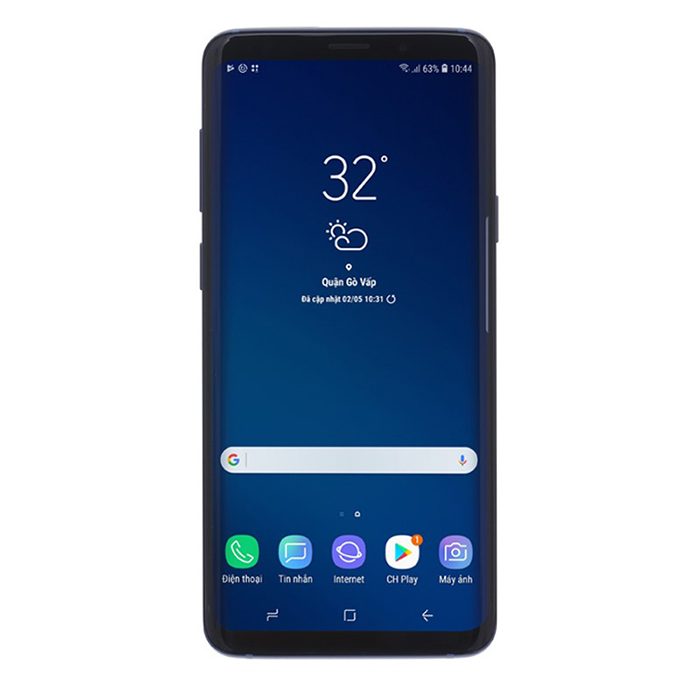 63% 10:44
32°
Quận Gò Vấp
Đã cập nhật 02/05 10:31
G
1
Điện thoại Tin nhắn Internet CH Play Máy ảnh